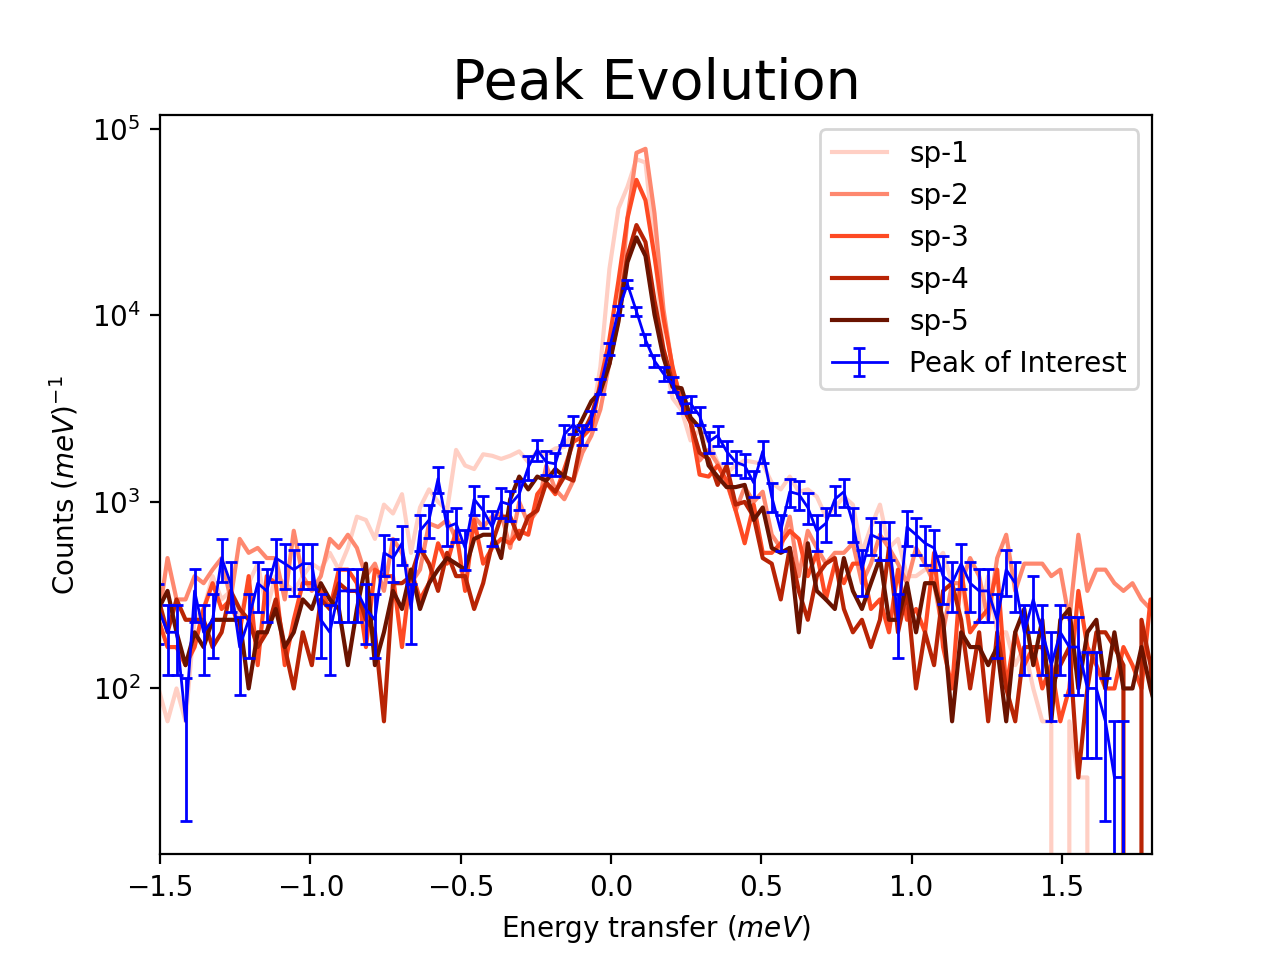 Peak Evolution
10^5
10^4
10^3
10^2
Counts (meV)^−1
sp-1
sp-2
sp-3
sp-4
sp-5
Peak of Interest
−1.5 −1.0 −0.5 0.0 0.5 1.0 1.5
Energy transfer (meV)